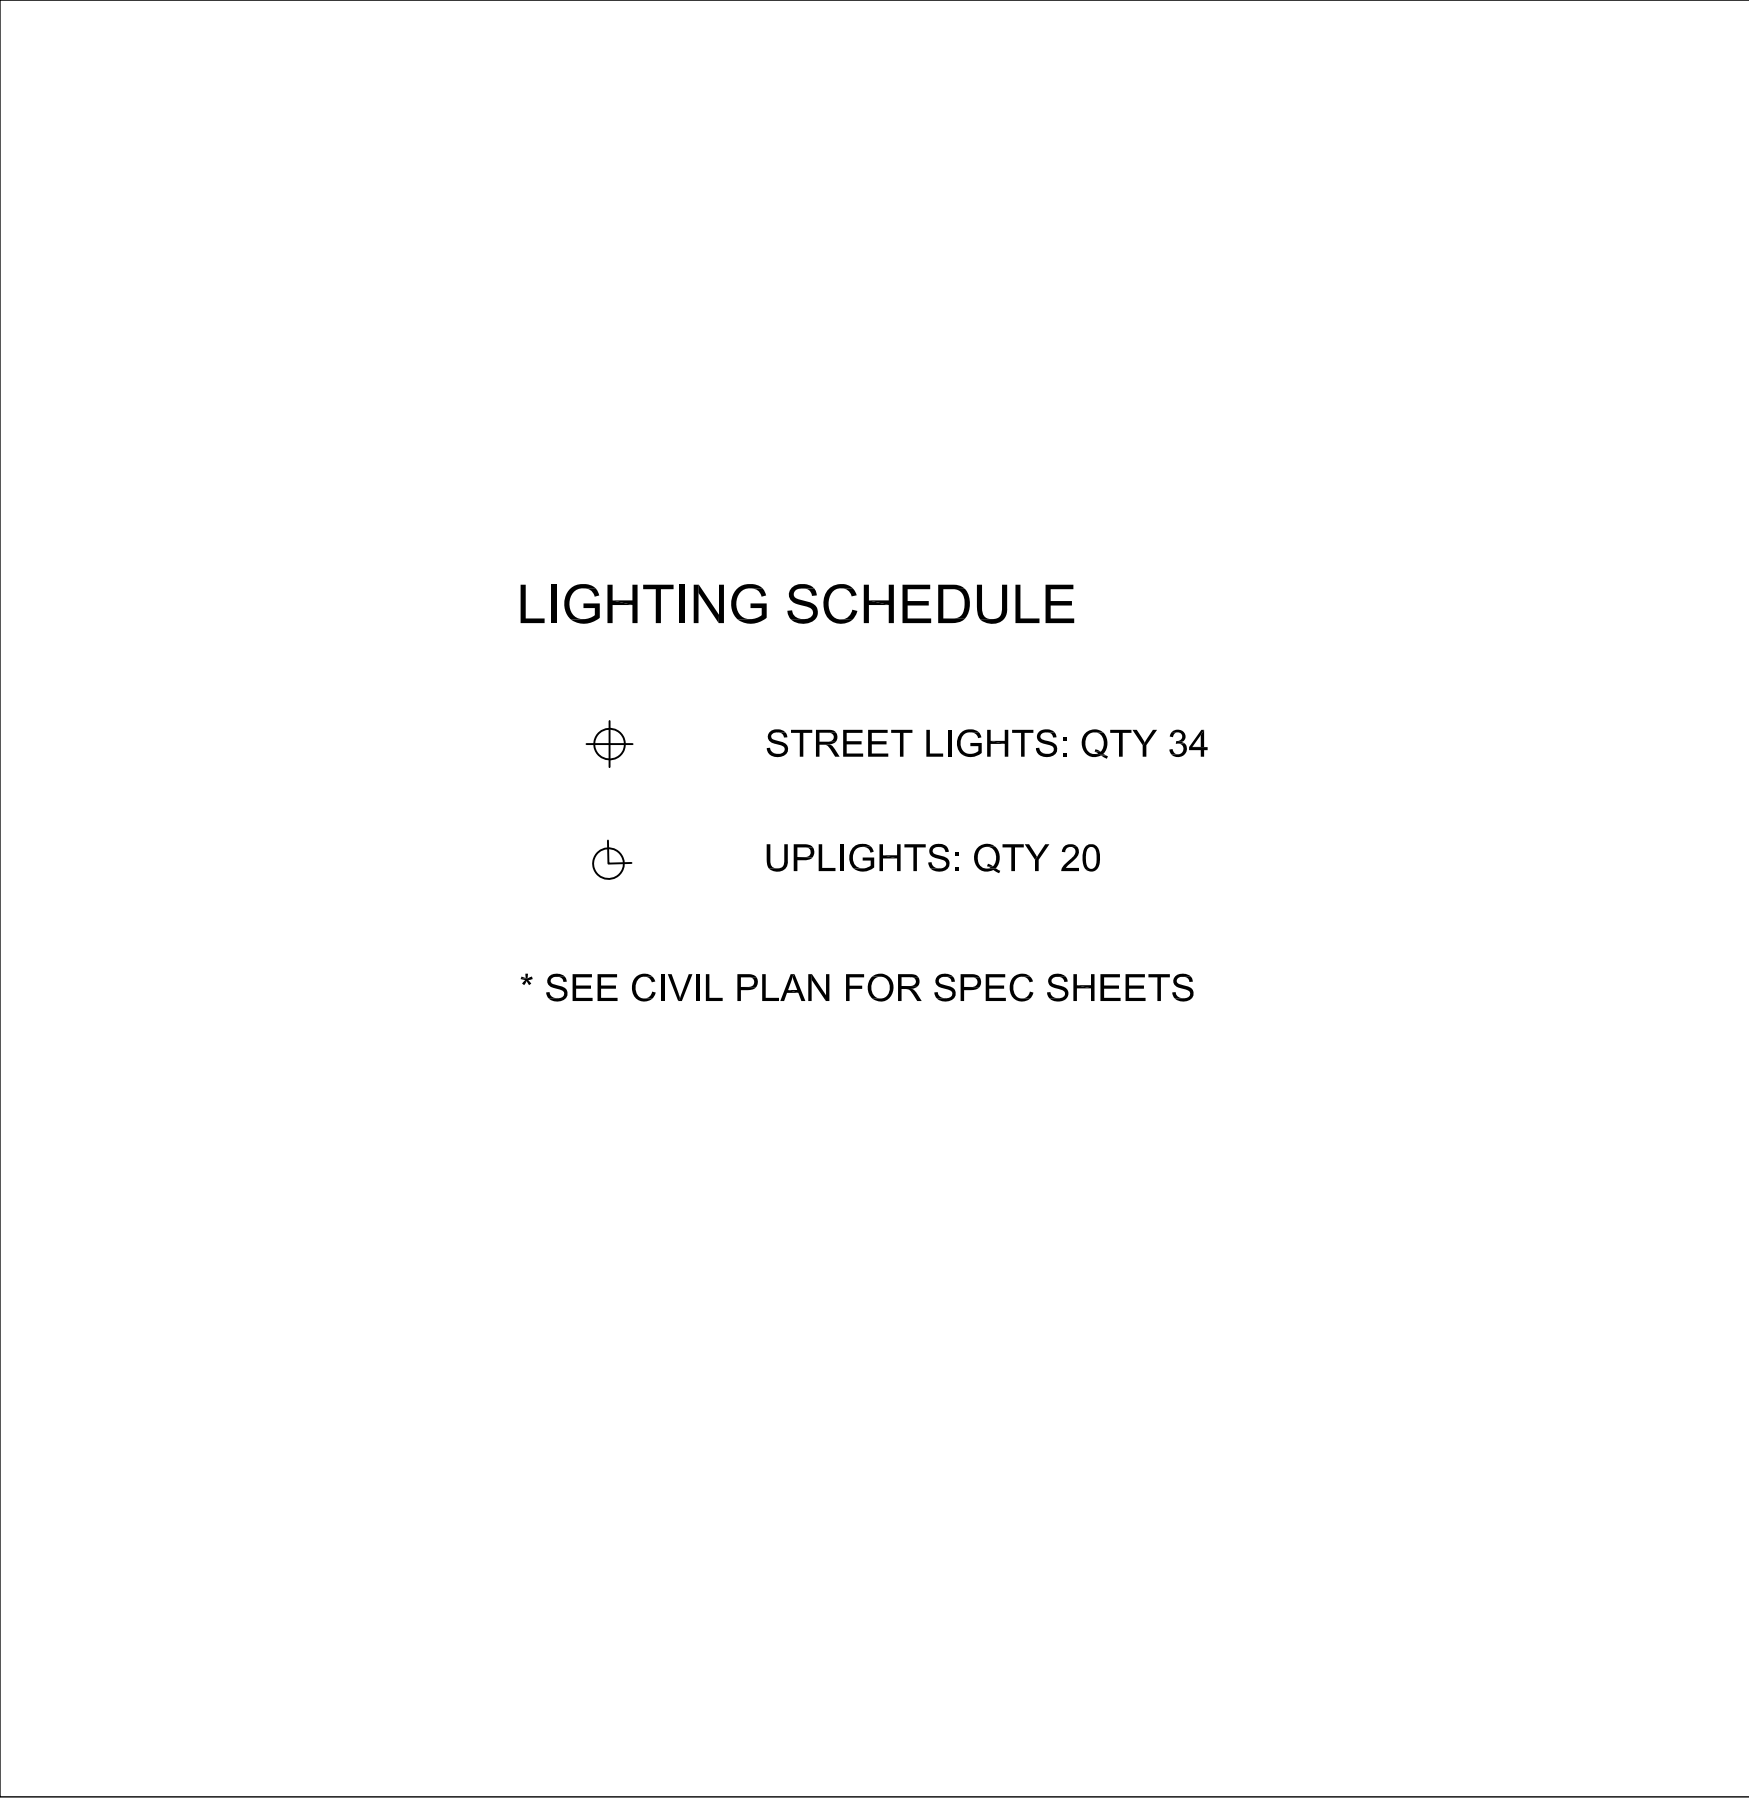 LIGHTING SCHEDULE
STREET LIGHTS: QTY 34
UPLIGHTS: QTY 20
* SEE CIVIL PLAN FOR SPEC SHEETS